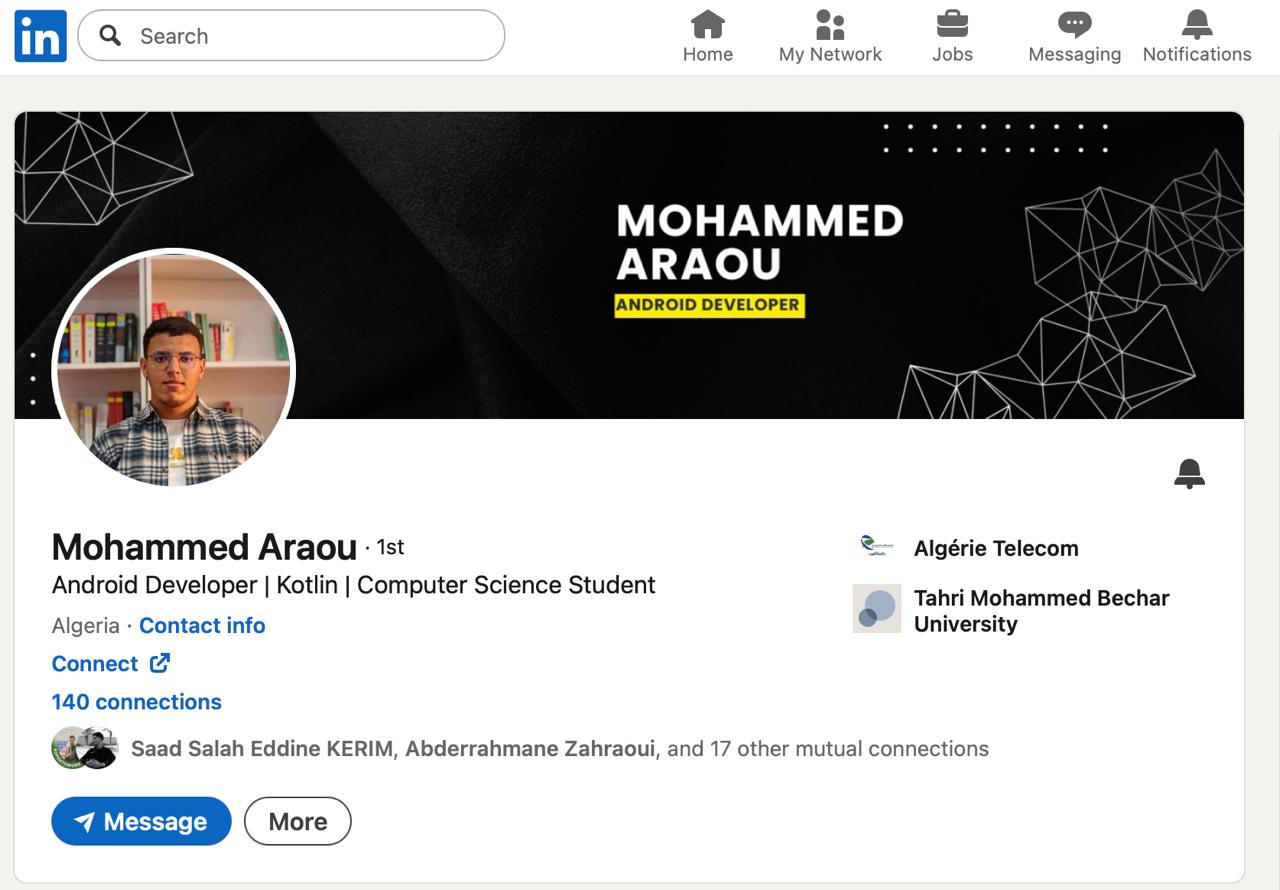 in
Search
Home
My Network
Jobs
Messaging
Notifications
MOHAMMED
ARAOU
ANDROID DEVELOPER
Mohammed Araou · 1st
Android Developer | Kotlin | Computer Science Student
Algeria · Contact info
Connect
140 connections
Saad Salah Eddine KERIM, Abderrahmane Zahraoui, and 17 other mutual connections
Message
More
Algérie Telecom
Tahri Mohammed Bechar
University